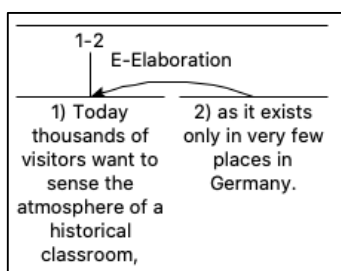 1-2
E-Elaboration
1) Today
thousands of
visitors want to
sense the
atmosphere of a
historical
classroom,
2) as it exists
only in very few
places in
Germany.